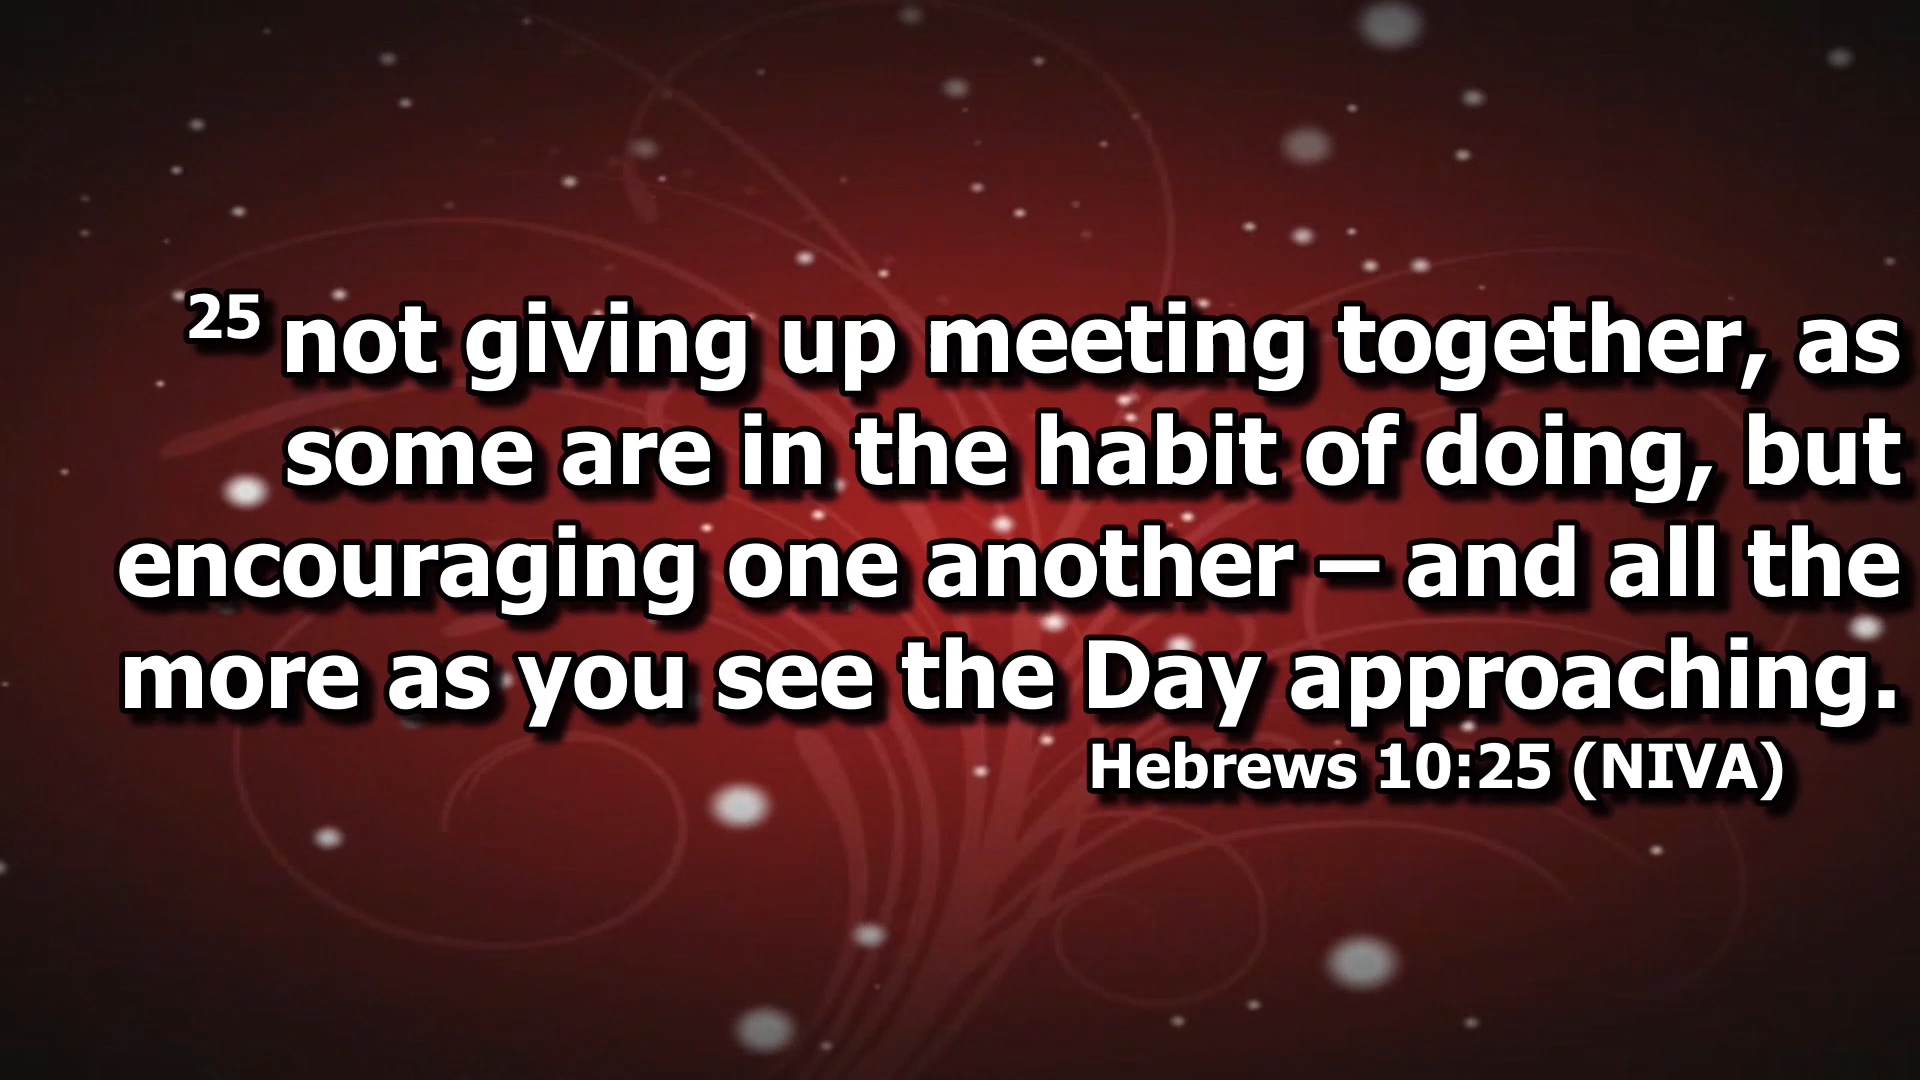 25 not giving up meeting together, as
some are in the habit of doing, but
encouraging one another – and all the
more as you see the Day approaching.
Hebrews 10:25 (NIVA)